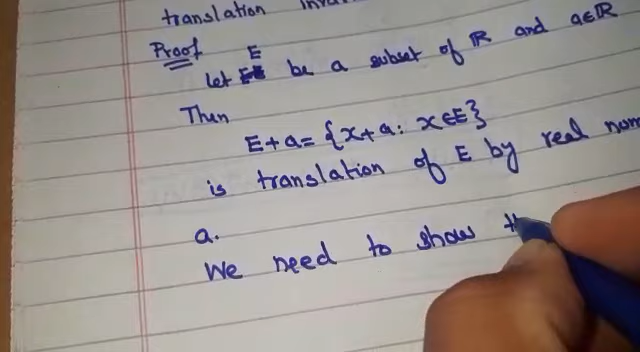 translation
Proof
Let E be a subset of ℝ and a∈ℝ
Then
E+a = {x+a : x∈E}
is translation of E by real
a.
We need to show